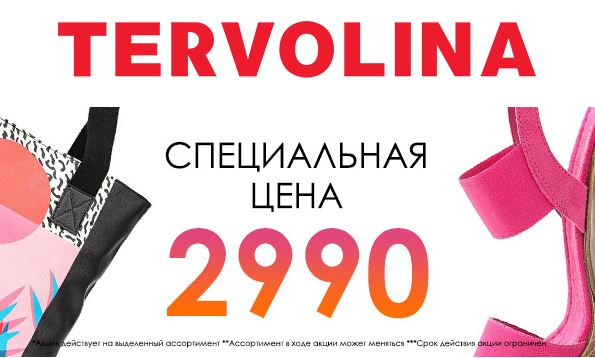 TERVOLINA
СПЕЦИАЛЬНАЯ
ЦЕНА
2990
*Акция действует на выделенный ассортимент **Ассортимент в ходе акции может меняться ***Срок действия акции ограничен